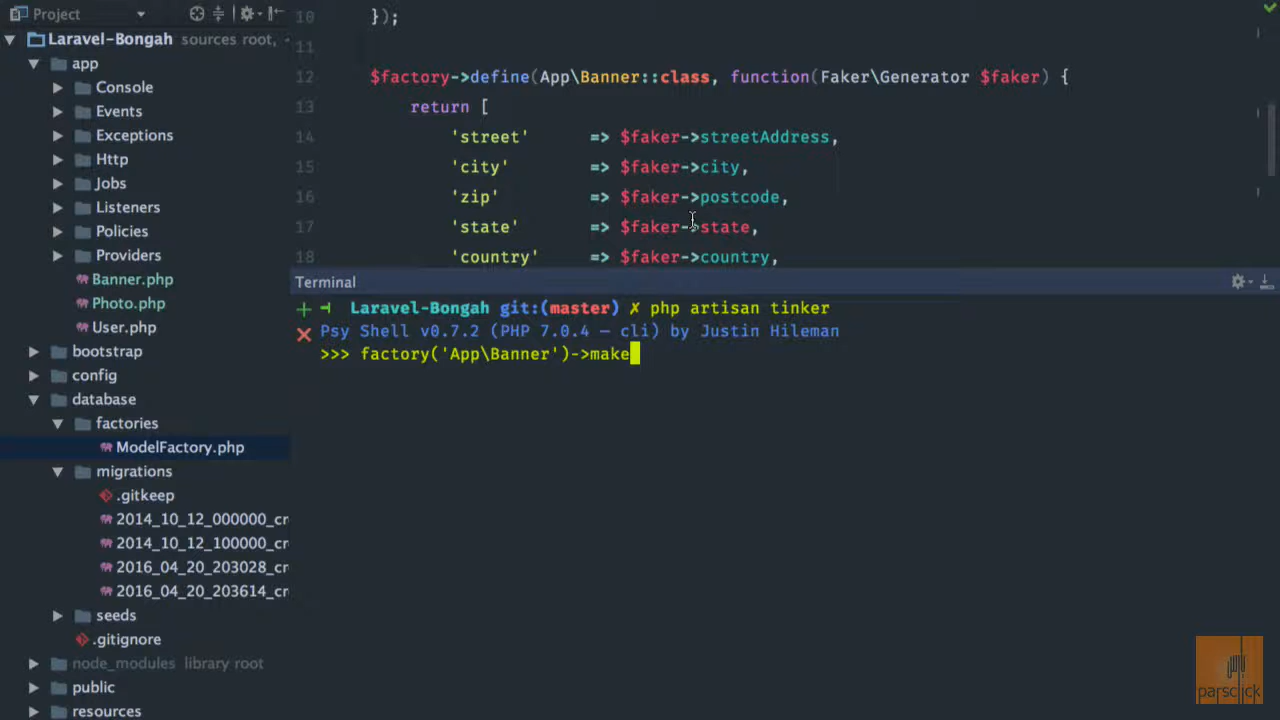 Project
Laravel-Bongah sources root,
app
Console
Events
Exceptions
Http
Jobs
Listeners
Policies
Providers
Banner.php
Photo.php
User.php
bootstrap
config
database
factories
ModelFactory.php
migrations
.gitkeep
2014_10_12_000000_cr
2014_10_12_100000_cr
2016_04_20_203028_cr
2016_04_20_203614_cr
seeds
.gitignore
node_modules library root
public
resources
10 });
11
12 $factory->define(App\Banner::class, function(Faker\Generator $faker) {
13 return [
14 'street' => $faker->streetAddress,
15 'city' => $faker->city,
16 'zip' => $faker->postcode,
17 'state' => $faker->state,
18 'country' => $faker->country,
Terminal
Laravel-Bongah git:(master) ✗ php artisan tinker
Psy Shell v0.7.2 (PHP 7.0.4 — cli) by Justin Hileman
>>> factory('App\Banner')->make
parsclick